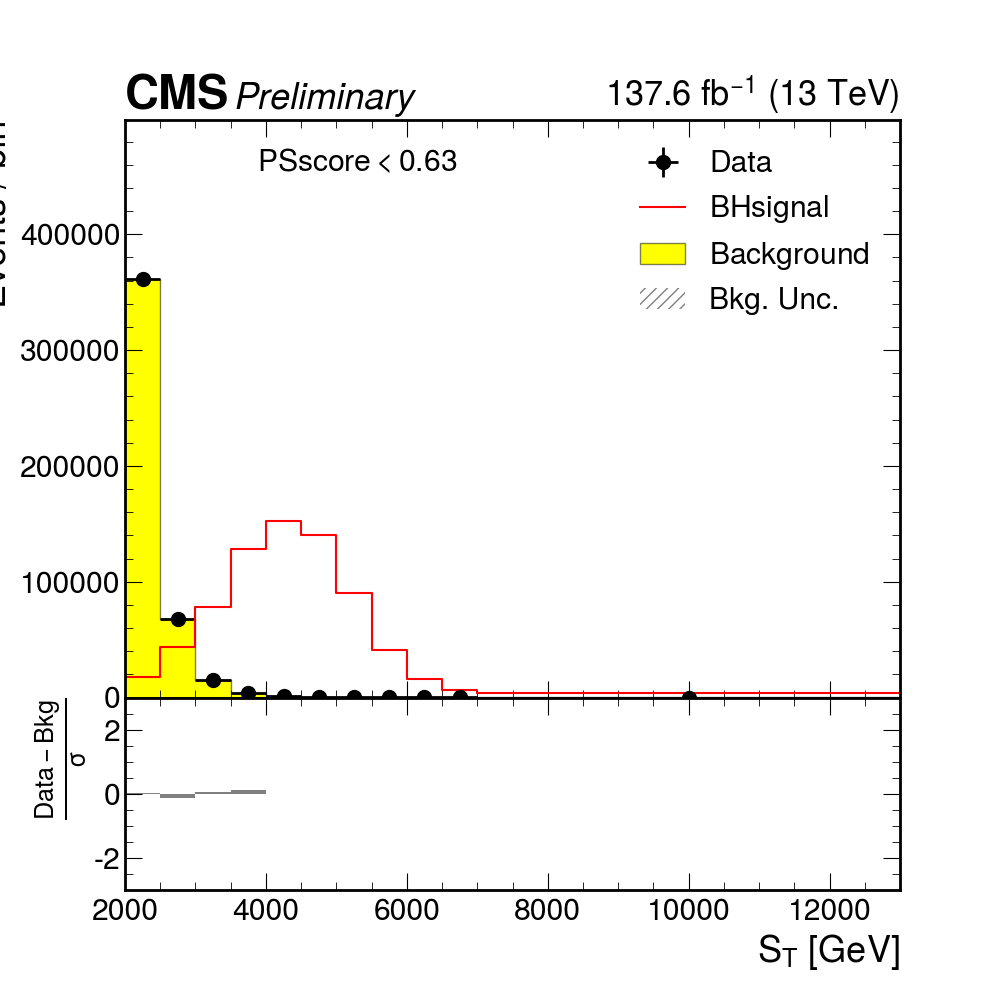 CMS Preliminary 137.6 fb⁻¹ (13 TeV)
PSscore < 0.63
Data
BHsignal
Background
Bkg. Unc.
400000
300000
200000
100000
0
Data – Bkg
σ
2
0
-2
2000 4000 6000 8000 10000 12000
S_T [GeV]